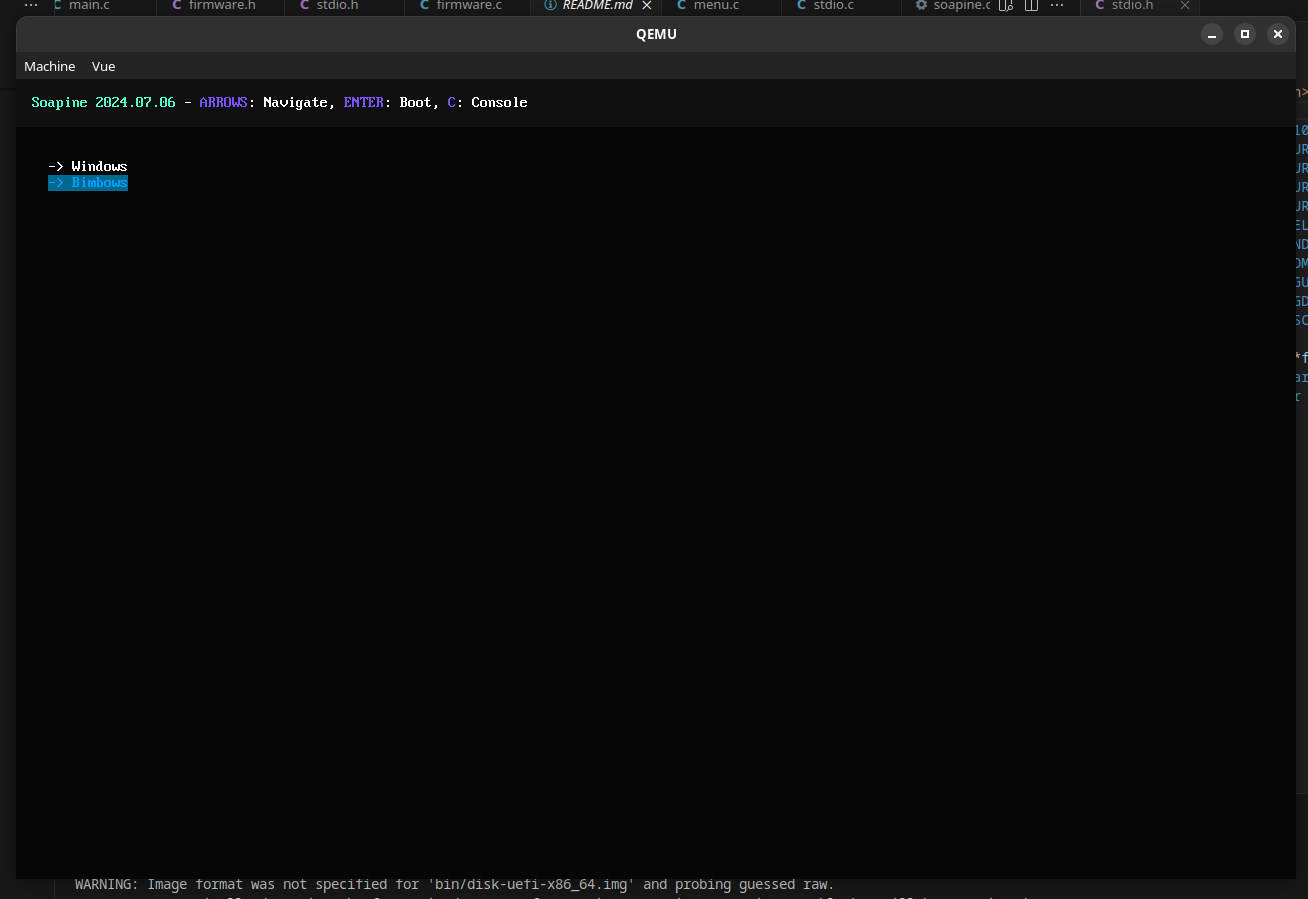 main.c firmware.h stdio.h firmware.c README.md menu.c stdio.c soapine.c stdio.h
QEMU
Machine Vue
Soapine 2024.07.06 - ARROWS: Navigate, ENTER: Boot, C: Console
-> Windows
-> Bimbows
WARNING: Image format was not specified for 'bin/disk-uefi-x86_64.img' and probing guessed raw.